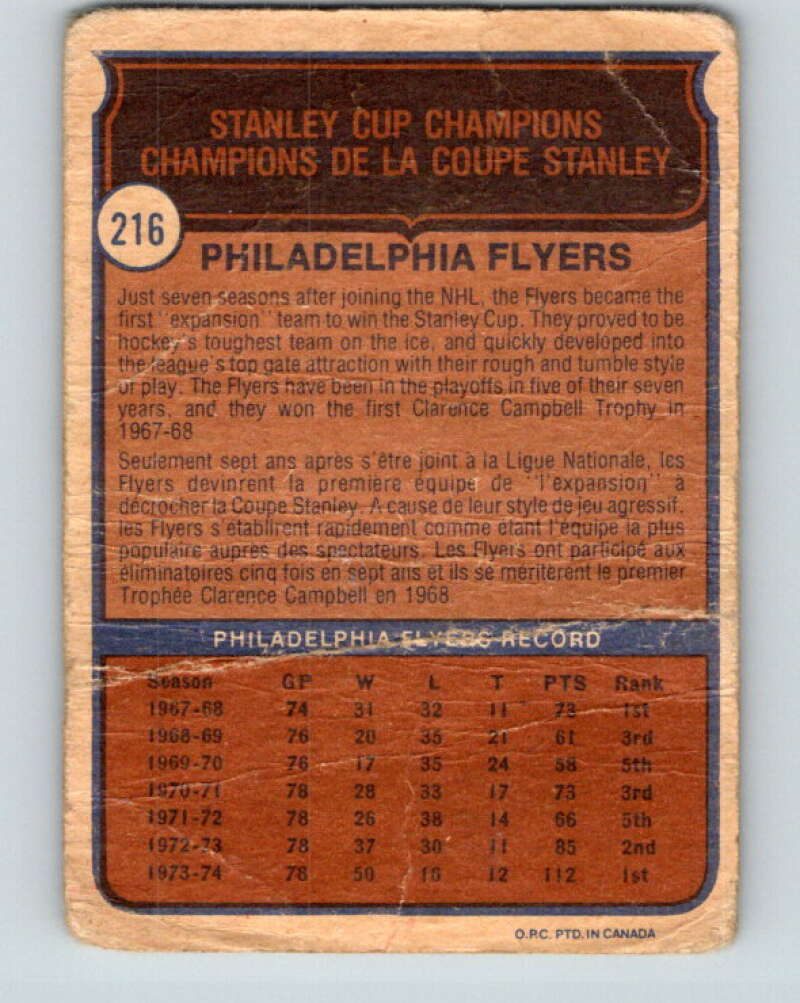 STANLEY CUP CHAMPIONS
CHAMPIONS DE LA COUPE STANLEY
216
PHILADELPHIA FLYERS
Just seven seasons after joining the NHL, the Flyers became the
first "expansion" team to win the Stanley Cup. They proved to be
hockey's toughest team on the ice, and quickly developed into
the league's top gate attraction with their rough and tumble style
of play. The Flyers have been in the playoffs in five of their seven
years, and they won the first Clarence Campbell Trophy in
1967-68
Seulement sept ans après s'être joint à la Ligue Nationale, les
Flyers devinrent la première équipe de "l'expansion" à
décrocher la Coupe Stanley. A cause de leur style de jeu agressif,
les Flyers s'établirent rapidement comme étant l'équipe la plus
populaire auprès des spectateurs. Les Flyers ont participé aux
éliminatoires cinq fois en sept ans et ils se méritèrent le premier
Trophée Clarence Campbell en 1968
PHILADELPHIA FLYERS RECORD
Season GP W L T PTS Rank
1967-68 74 31 32 11 73 1st
1968-69 76 20 35 21 61 3rd
1969-70 76 17 35 24 58 5th
1970-71 78 28 33 17 73 3rd
1971-72 78 26 38 14 66 5th
1972-73 78 37 30 11 85 2nd
1973-74 78 50 16 12 112 1st
O.P.C. PTD. IN CANADA